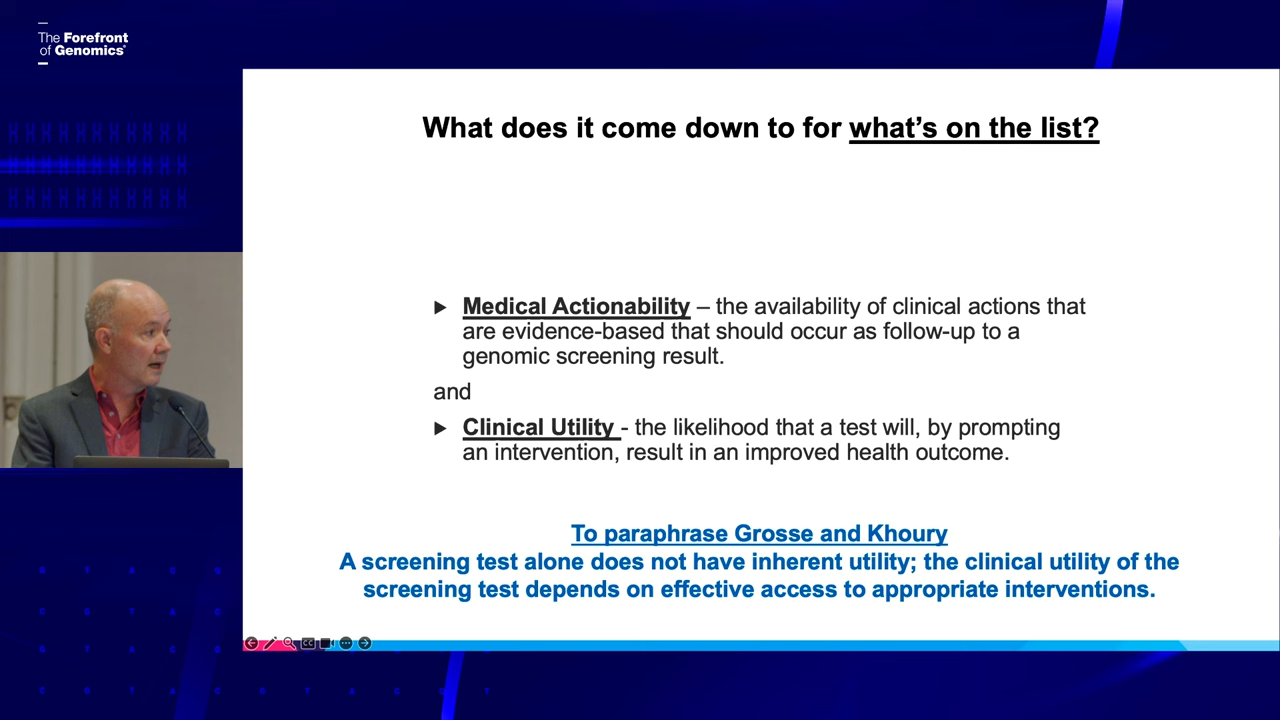 The Forefront
of Genomics®
What does it come down to for what's on the list?
▶ Medical Actionability – the availability of clinical actions that
are evidence-based that should occur as follow-up to a
genomic screening result.
and
▶ Clinical Utility - the likelihood that a test will, by prompting
an intervention, result in an improved health outcome.
To paraphrase Grosse and Khoury
A screening test alone does not have inherent utility; the clinical utility of the
screening test depends on effective access to appropriate interventions.